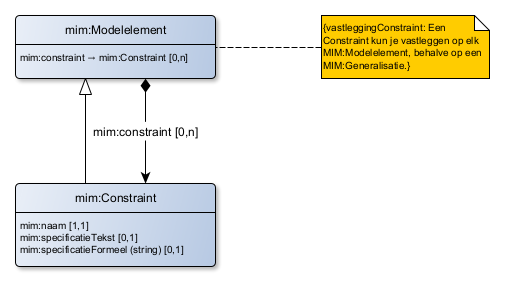 mim:Modelelement
mim:constraint → mim:Constraint [0,n]
{vastleggingConstraint: Een
Constraint kun je vastleggen op elk
MIM:Modelelement, behalve op een
MIM:Generalisatie.}
mim:constraint [0,n]
mim:Constraint
mim:naam [1,1]
mim:specificatieTekst [0,1]
mim:specificatieFormeel (string) [0,1]